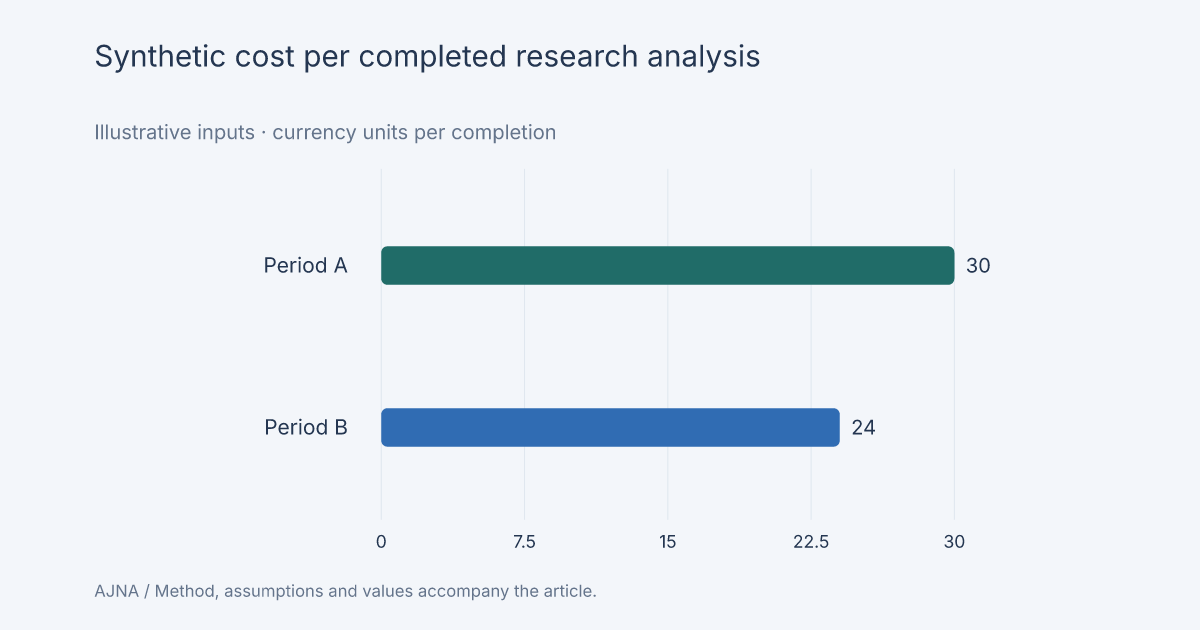 Synthetic cost per completed research analysis
Illustrative inputs · currency units per completion
Period A
30
Period B
24
0 7.5 15 22.5 30
AJNA / Method, assumptions and values accompany the article.